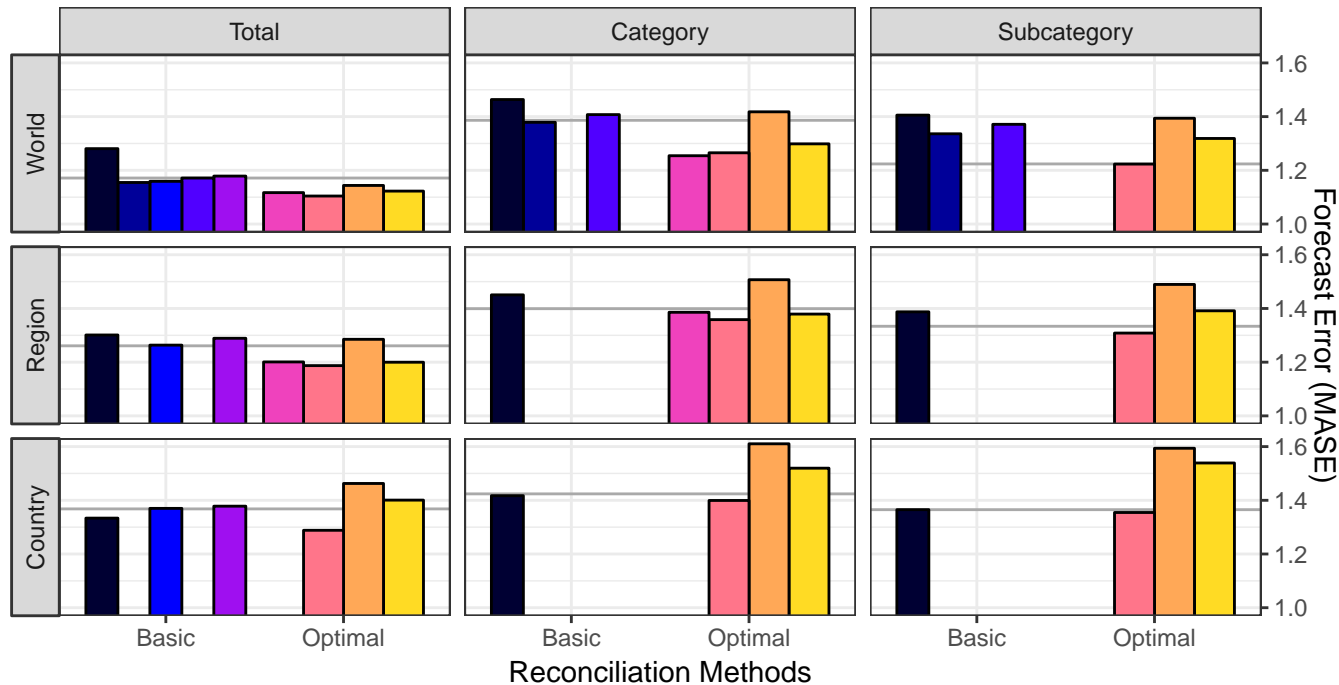 Total
Category
Subcategory
World
1.6
1.4
1.2
1.0
Region
1.6
1.4
1.2
1.0
Country
1.6
1.4
1.2
1.0
Forecast Error (MASE)
Basic
Optimal
Basic
Optimal
Basic
Optimal
Reconciliation Methods